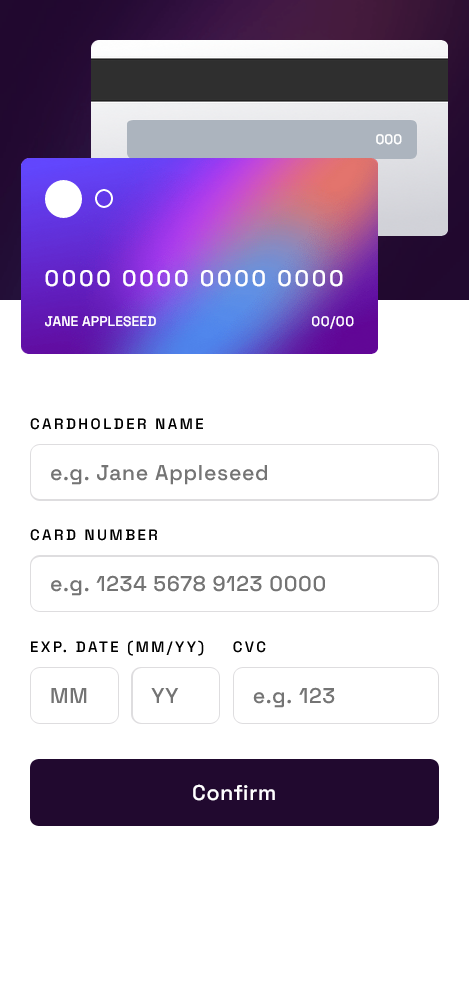 000
0000 0000 0000 0000
JANE APPLESEED 00/00
CARDHOLDER NAME
e.g. Jane Appleseed
CARD NUMBER
e.g. 1234 5678 9123 0000
EXP. DATE (MM/YY) CVC
MM YY e.g. 123
Confirm